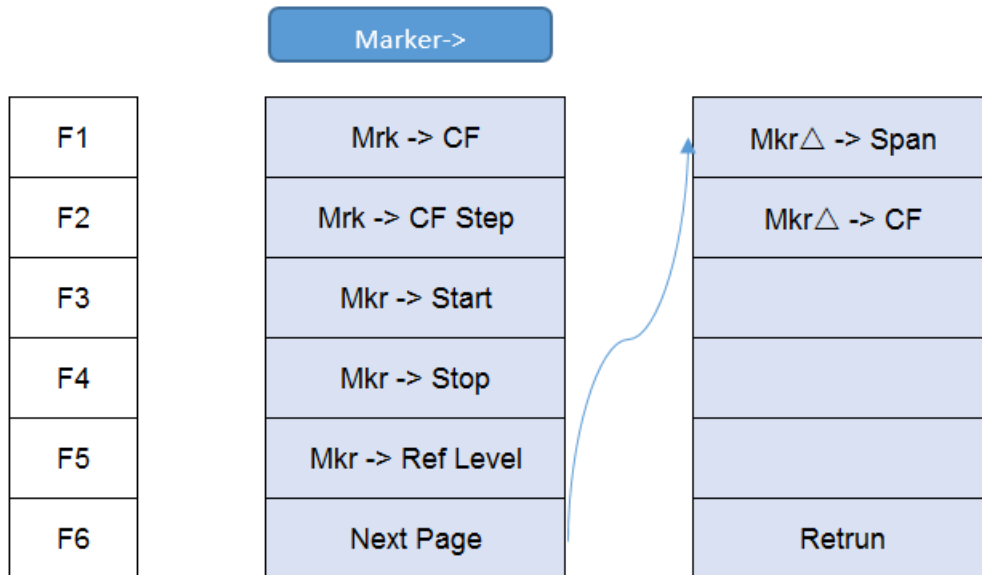 Marker->
F1 Mrk -> CF Mkr△ -> Span
F2 Mrk -> CF Step Mkr△ -> CF
F3 Mkr -> Start
F4 Mkr -> Stop
F5 Mkr -> Ref Level
F6 Next Page Retrun